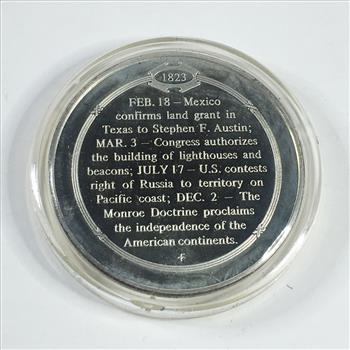 1823
FEB. 18 – Mexico
confirms land grant in
Texas to Stephen F. Austin;
MAR. 3 – Congress authorizes
the building of lighthouses and
beacons; JULY 17 – U.S. contests
right of Russia to territory on
Pacific coast; DEC. 2 – The
Monroe Doctrine proclaims
the independence of the
American continents.